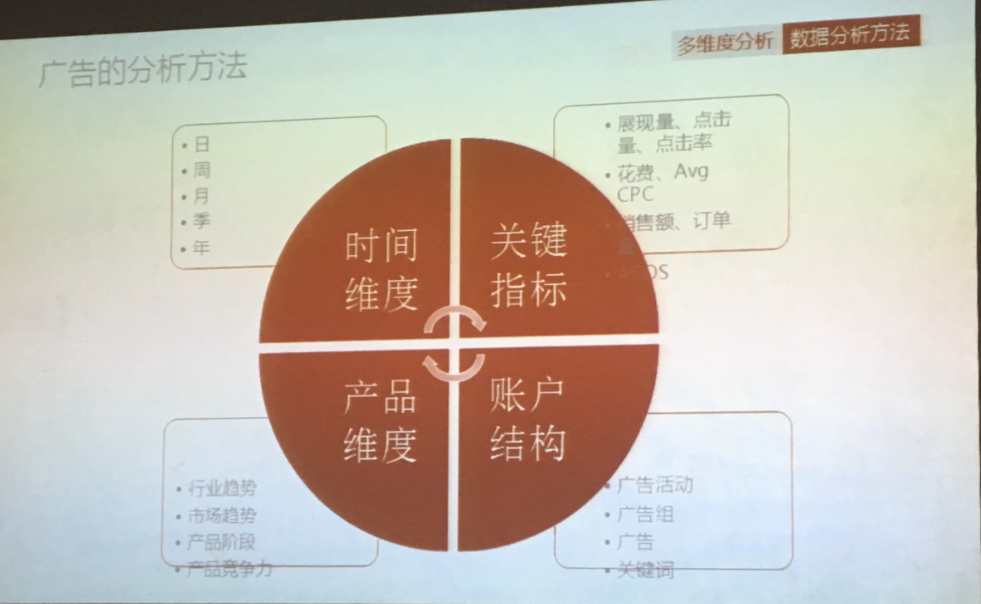 广告的分析方法
多维度分析 数据分析方法
• 日
• 周
• 月
• 季
• 年
• 展现量、点击
量、点击率
• 花费、Avg
CPC
销售额、订单
时间
维度
关键
指标
产品
维度
账户
结构
• 行业趋势
• 市场趋势
• 产品阶段
• 产品竞争力
• 广告活动
• 广告组
• 广告
• 关键词